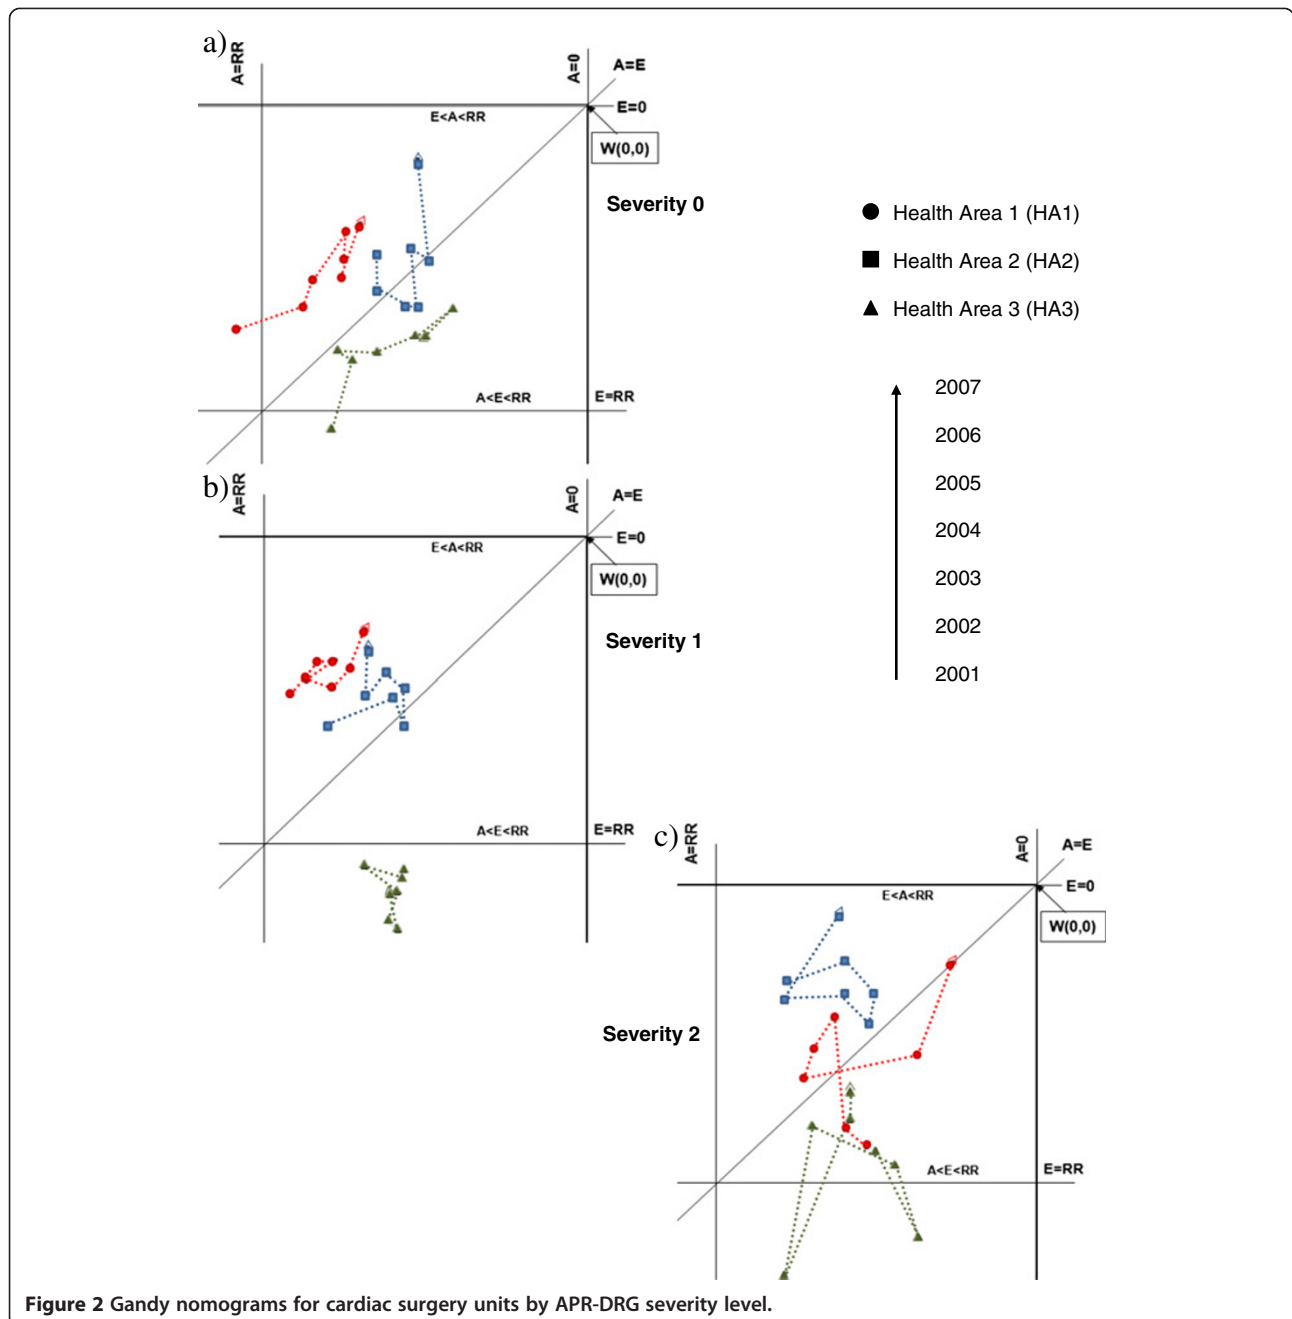 a)
A=RR
A=0
A=E
E=0
E<A<RR
W(0,0)
Severity 0
A<E<RR
E=RR
Health Area 1 (HA1)
Health Area 2 (HA2)
Health Area 3 (HA3)
2007
2006
2005
2004
2003
2002
2001
b)
A=RR
A=0
A=E
E=0
E<A<RR
W(0,0)
Severity 1
A<E<RR
E=RR
c)
A=RR
A=0
A=E
E=0
E<A<RR
W(0,0)
Severity 2
A<E<RR
E=RR
Figure 2 Gandy nomograms for cardiac surgery units by APR-DRG severity level.